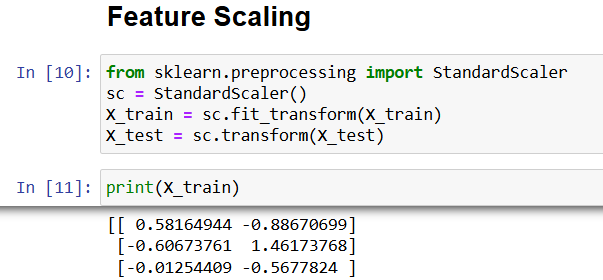 Feature Scaling
In [10]: from sklearn.preprocessing import StandardScaler
sc = StandardScaler()
X_train = sc.fit_transform(X_train)
X_test = sc.transform(X_test)
In [11]: print(X_train)
[[ 0.58164944 -0.88670699]
[-0.60673761  1.46173768]
[-0.01254409 -0.5677824 ]